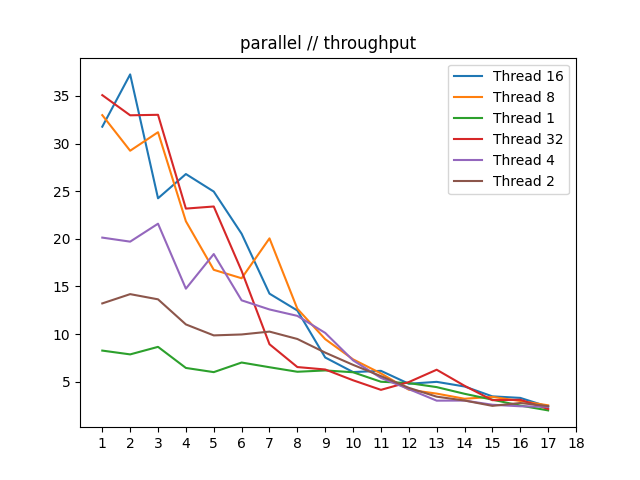 parallel // throughput
Thread 16
Thread 8
Thread 1
Thread 32
Thread 4
Thread 2
35
30
25
20
15
10
5
1 2 3 4 5 6 7 8 9 10 11 12 13 14 15 16 17 18